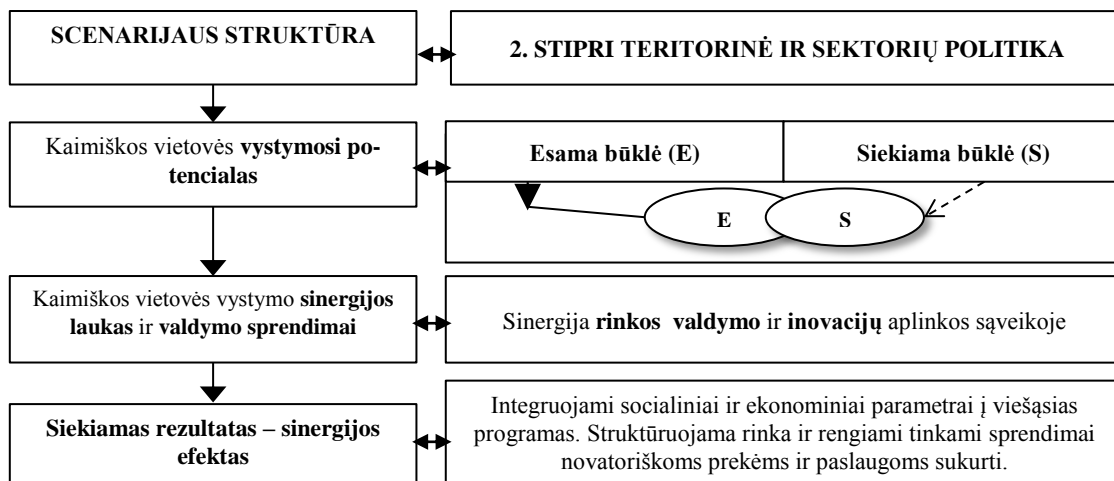 SCENARIJAUS STRUKTŪRA
2. STIPRI TERITORINĖ IR SEKTORIŲ POLITIKA
Kaimiškos vietovės vystymosi po-
tencialas
Esama būklė (E)
Siekiama būklė (S)
E
S
Kaimiškos vietovės vystymo sinergijos
laukas ir valdymo sprendimai
Sinergija rinkos valdymo ir inovacijų aplinkos sąveikoje
Siekiamas rezultatas – sinergijos
efektas
Integruojami socialiniai ir ekonominiai parametrai į viešąsias
programas. Struktūruojama rinka ir rengiami tinkami sprendimai
novatoriškoms prekėms ir paslaugoms sukurti.